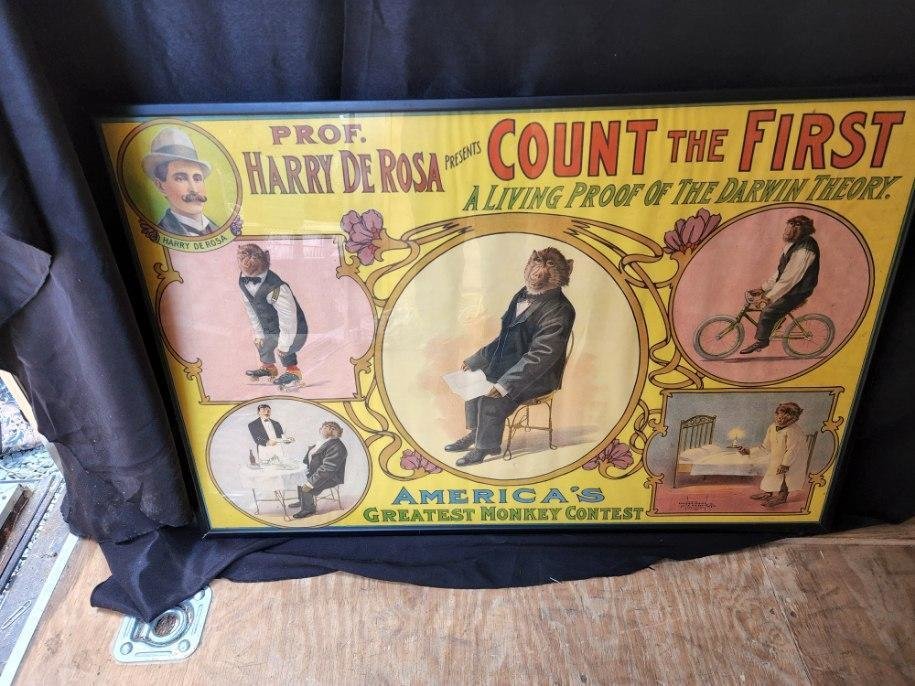 PROF.
HARRY DE ROSA PRESENTS COUNT THE FIRST
A LIVING PROOF OF THE DARWIN THEORY.
HARRY DE ROSA
AMERICA'S
GREATEST MONKEY CONTEST